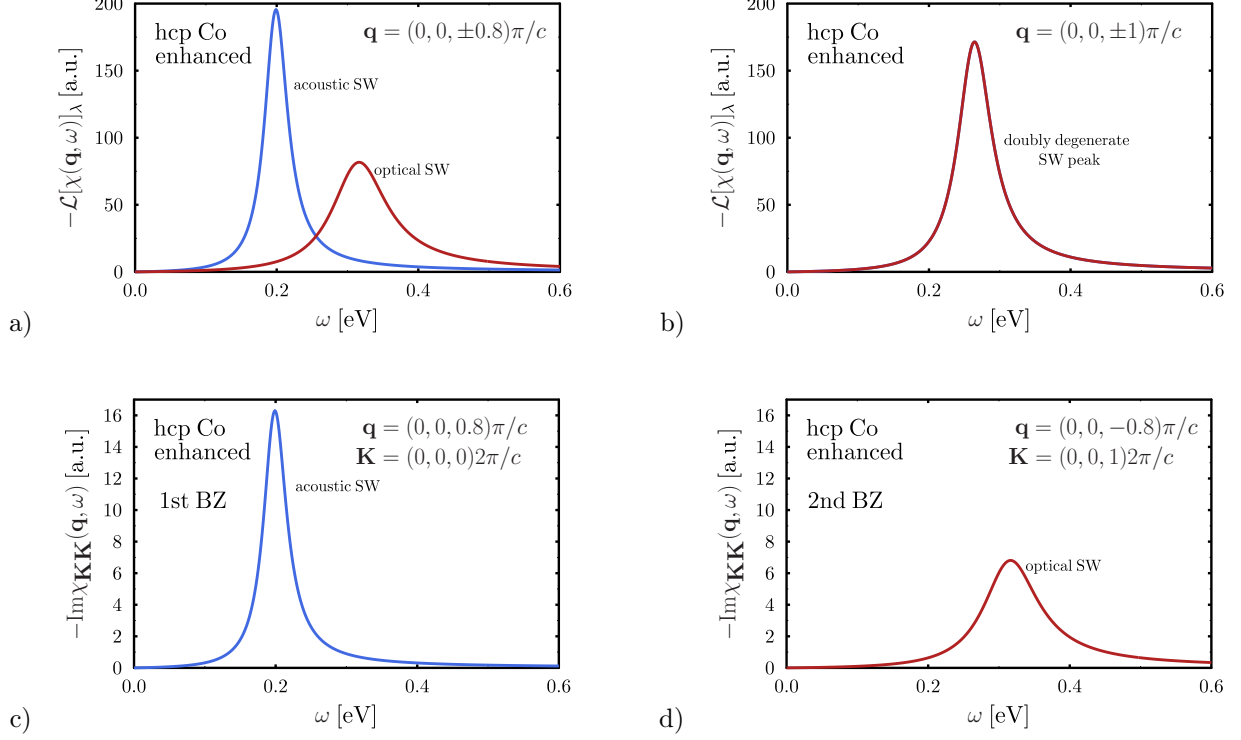 hcp Co
enhanced
q = (0, 0, ±0.8)π/c
acoustic SW
optical SW
−ℒ[χ(q, ω)]λ [a.u.]
200
150
100
50
0
0.0 0.2 0.4 0.6
ω [eV]
a)
hcp Co
enhanced
q = (0, 0, ±1)π/c
doubly degenerate
SW peak
−ℒ[χ(q, ω)]λ [a.u.]
200
150
100
50
0
0.0 0.2 0.4 0.6
ω [eV]
b)
hcp Co
enhanced
q = (0, 0, 0.8)π/c
K = (0, 0, 0)2π/c
acoustic SW
1st BZ
−ImχKK(q, ω) [a.u.]
16
14
12
10
8
6
4
2
0
0.0 0.2 0.4 0.6
ω [eV]
c)
hcp Co
enhanced
q = (0, 0, −0.8)π/c
K = (0, 0, 1)2π/c
2nd BZ
optical SW
−ImχKK(q, ω) [a.u.]
16
14
12
10
8
6
4
2
0
0.0 0.2 0.4 0.6
ω [eV]
d)